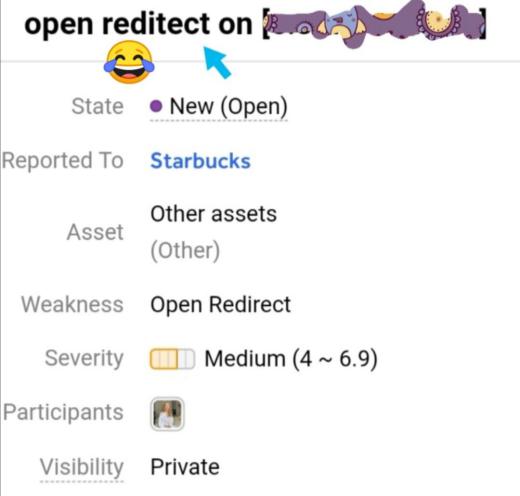 open reditect on [ ]
State New (Open)
Reported To Starbucks
Asset Other assets
(Other)
Weakness Open Redirect
Severity Medium (4 ~ 6.9)
Participants
Visibility Private